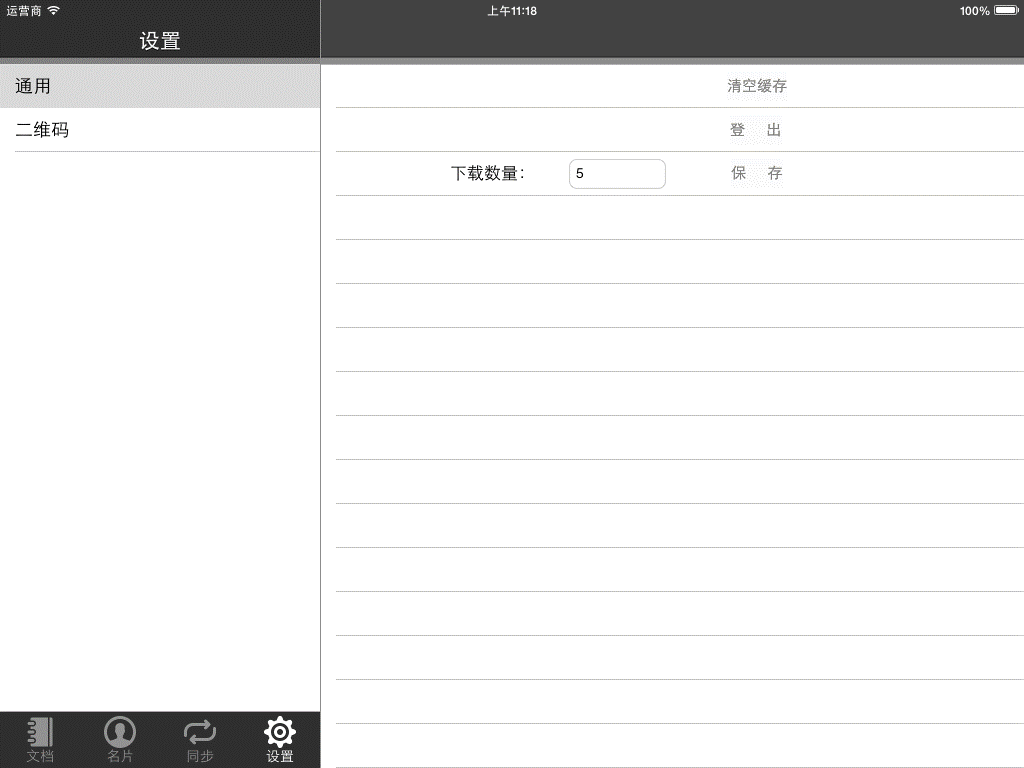 运营商
上午11:18
100%
设置
通用
二维码
清空缓存
登 出
下载数量：
5
保 存
文档
名片
同步
设置